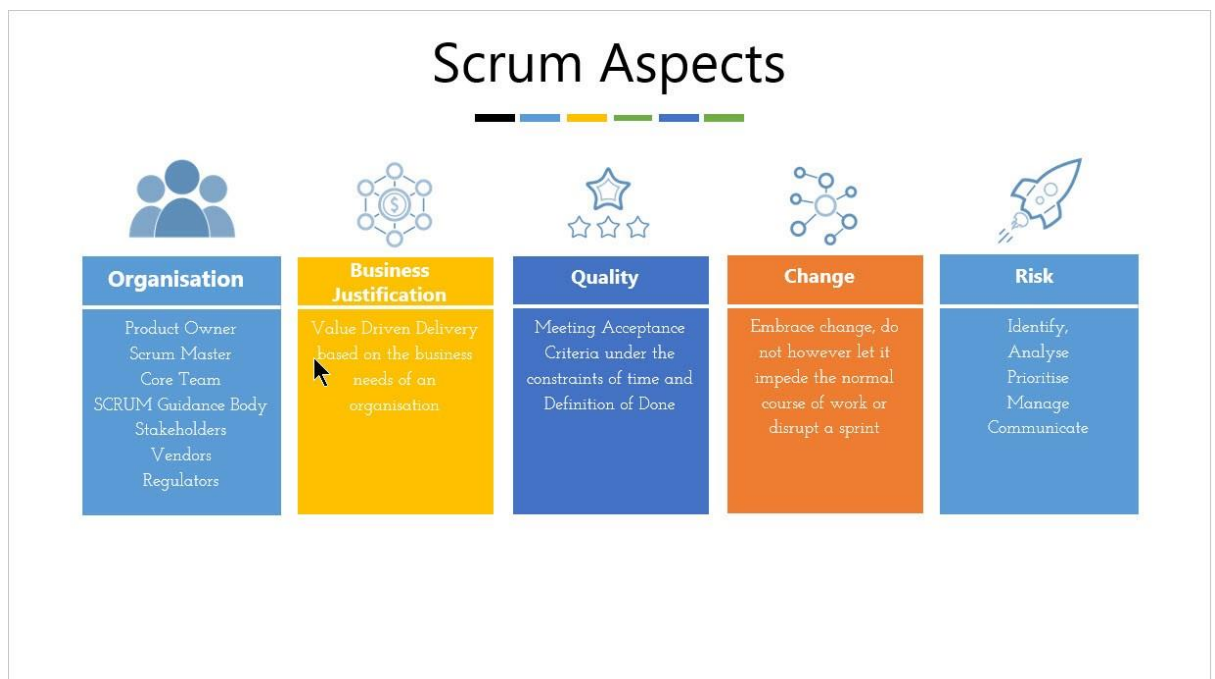 Scrum Aspects
Organisation
Product Owner
Scrum Master
Core Team
SCRUM Guidance Body
Stakeholders
Vendors
Regulators
Business
Justification
Value Driven Delivery
based on the business
needs of an
organisation
Quality
Meeting Acceptance
Criteria under the
constraints of time and
Definition of Done
Change
Embrace change, do
not however let it
impede the normal
course of work or
disrupt a sprint
Risk
Identify,
Analyse
Prioritise
Manage
Communicate
$